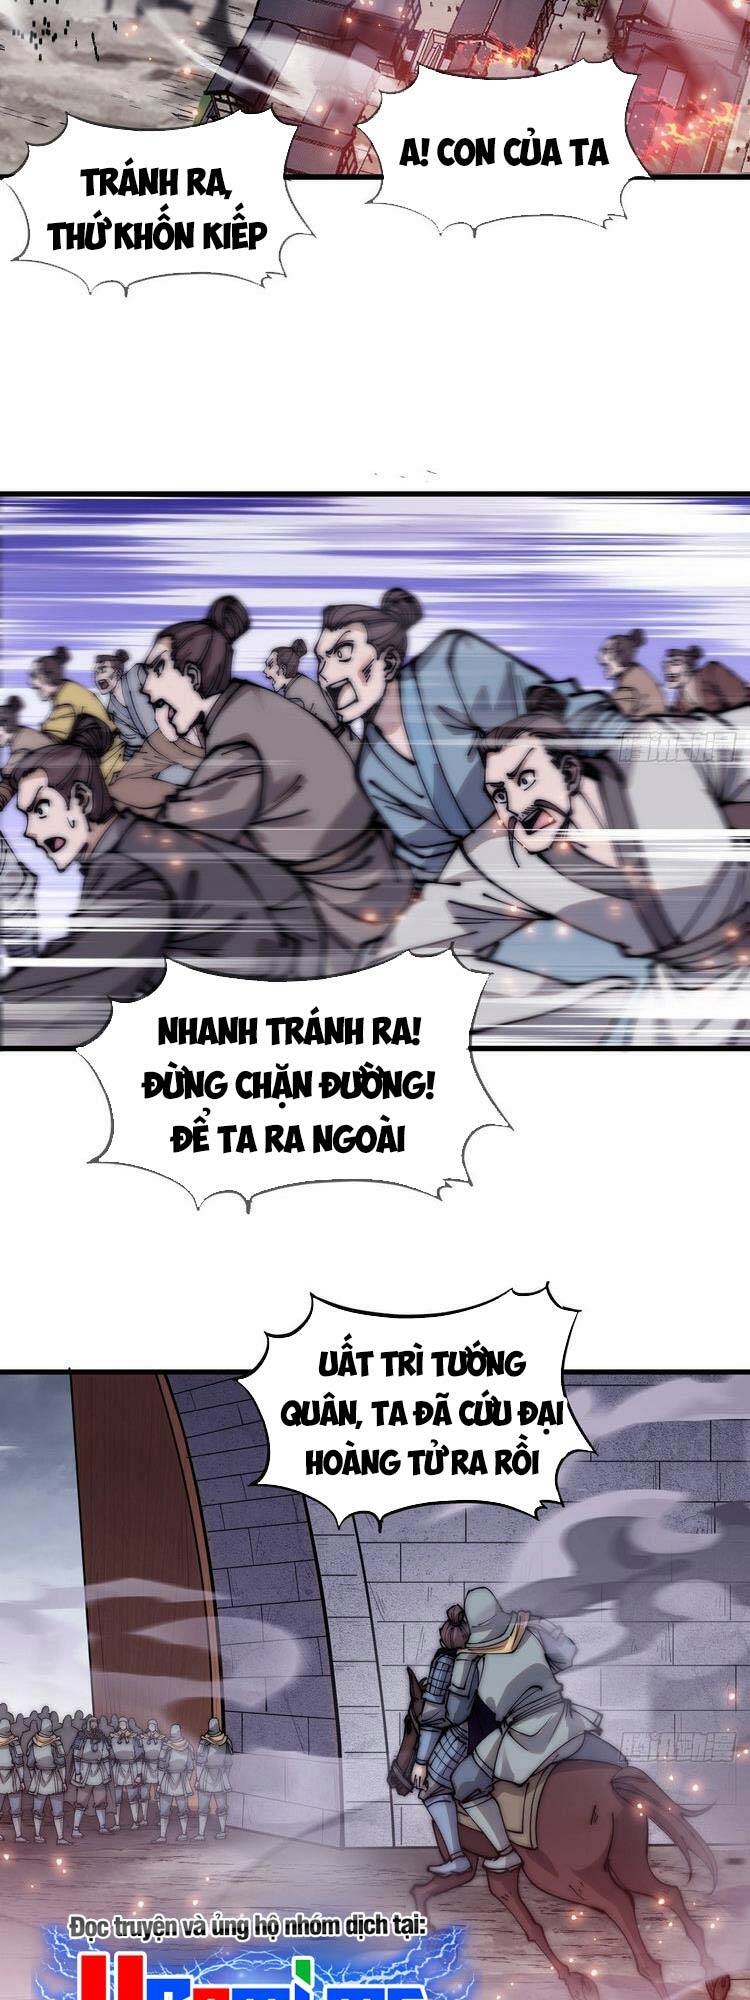 A! CON CỦA TA
TRÁNH RA,
THỨ KHỐN KIẾP
NHANH TRÁNH RA!
ĐỪNG CHẶN ĐƯỜNG!
ĐỂ TA RA NGOÀI
UẤT TRÌ TƯỚNG
QUÂN, TA ĐÃ CỨU ĐẠI
HOÀNG TỬ RA RỒI
Đọc truyện và ủng hộ nhóm dịch tại: